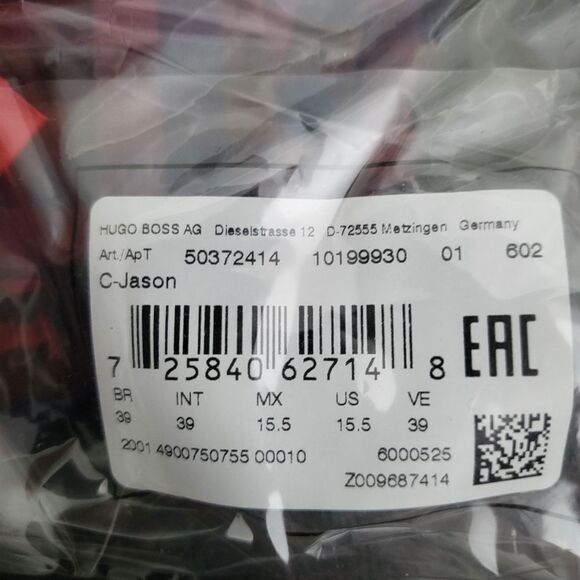 HUGO BOSS AG Dieselstrasse 12 D-72555 Metzingen Germany
Art./ApT 50372414 10199930 01 602
C-Jason
EAC
7 25840 62714 8
BR INT MX US VE
39 39 15.5 15.5 39
2001 4900750755 00010 6000525
Z009687414